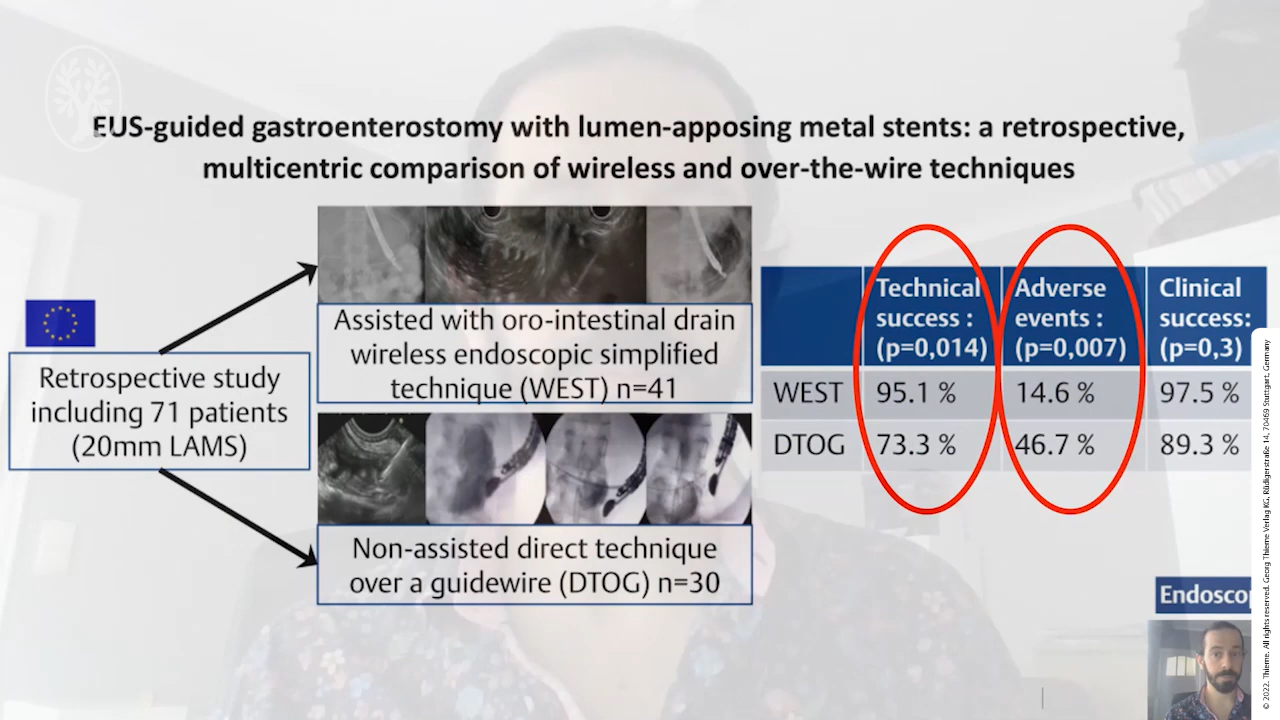 EUS-guided gastroenterostomy with lumen-apposing metal stents: a retrospective,
multicentric comparison of wireless and over-the-wire techniques
Retrospective study
including 71 patients
(20mm LAMS)
Assisted with oro-intestinal drain
wireless endoscopic simplified
technique (WEST) n=41
Non-assisted direct technique
over a guidewire (DTOG) n=30
Technical success : (p=0,014)
Adverse events : (p=0,007)
Clinical success: (p=0,3)
WEST 95.1 % 14.6 % 97.5 %
DTOG 73.3 % 46.7 % 89.3 %
Endosco
© 2022. Thieme. All rights reserved. Georg Thieme Verlag KG, Rüdigerstraße 14, 70469 Stuttgart, Germany